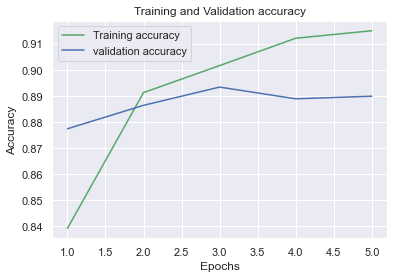 Training and Validation accuracy
Training accuracy
validation accuracy
0.91
0.90
0.89
0.88
0.87
0.86
0.85
0.84
Accuracy
1.0 1.5 2.0 2.5 3.0 3.5 4.0 4.5 5.0
Epochs